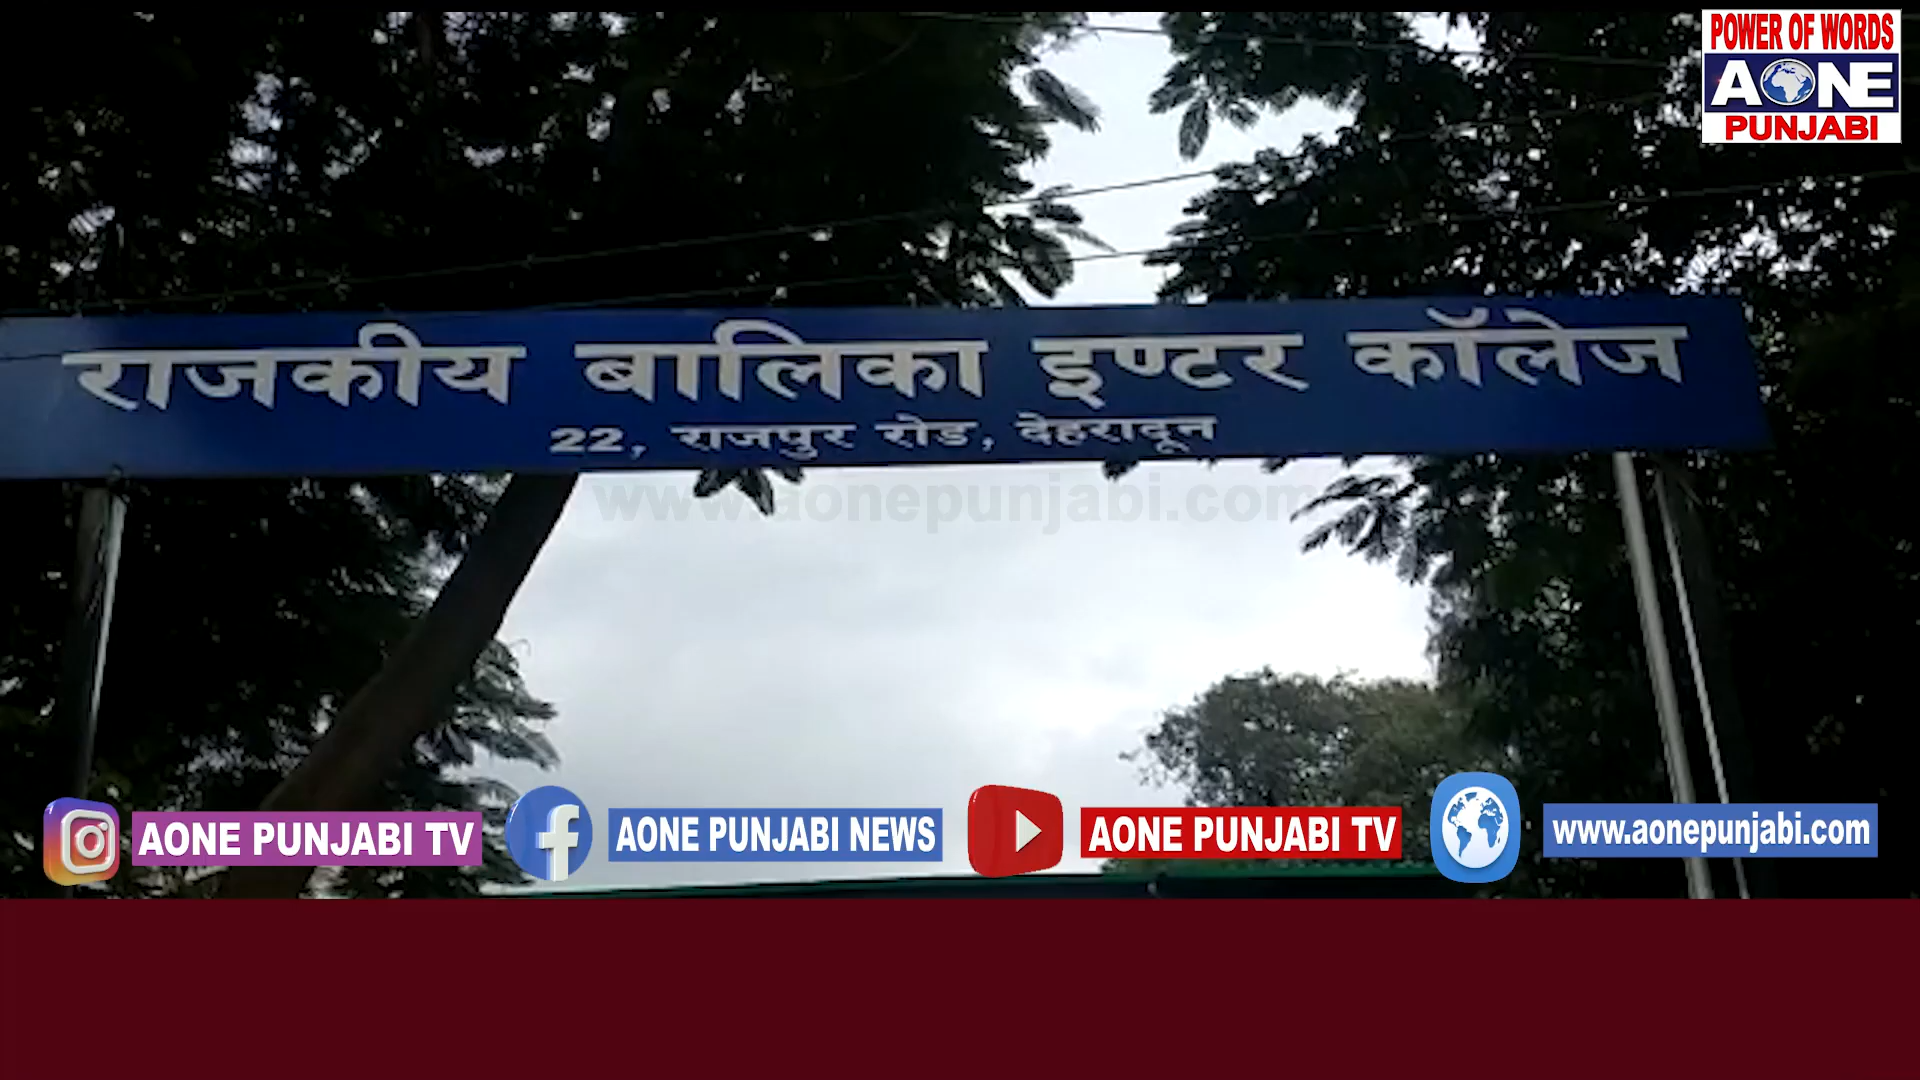 POWER OF WORDS
AONE
PUNJABI
राजकीय बालिका इण्टर कॉलेज
22, राजपुर रोड, देहरादून
www.aonepunjabi.com
AONE PUNJABI TV
AONE PUNJABI NEWS
AONE PUNJABI TV
www.aonepunjabi.com